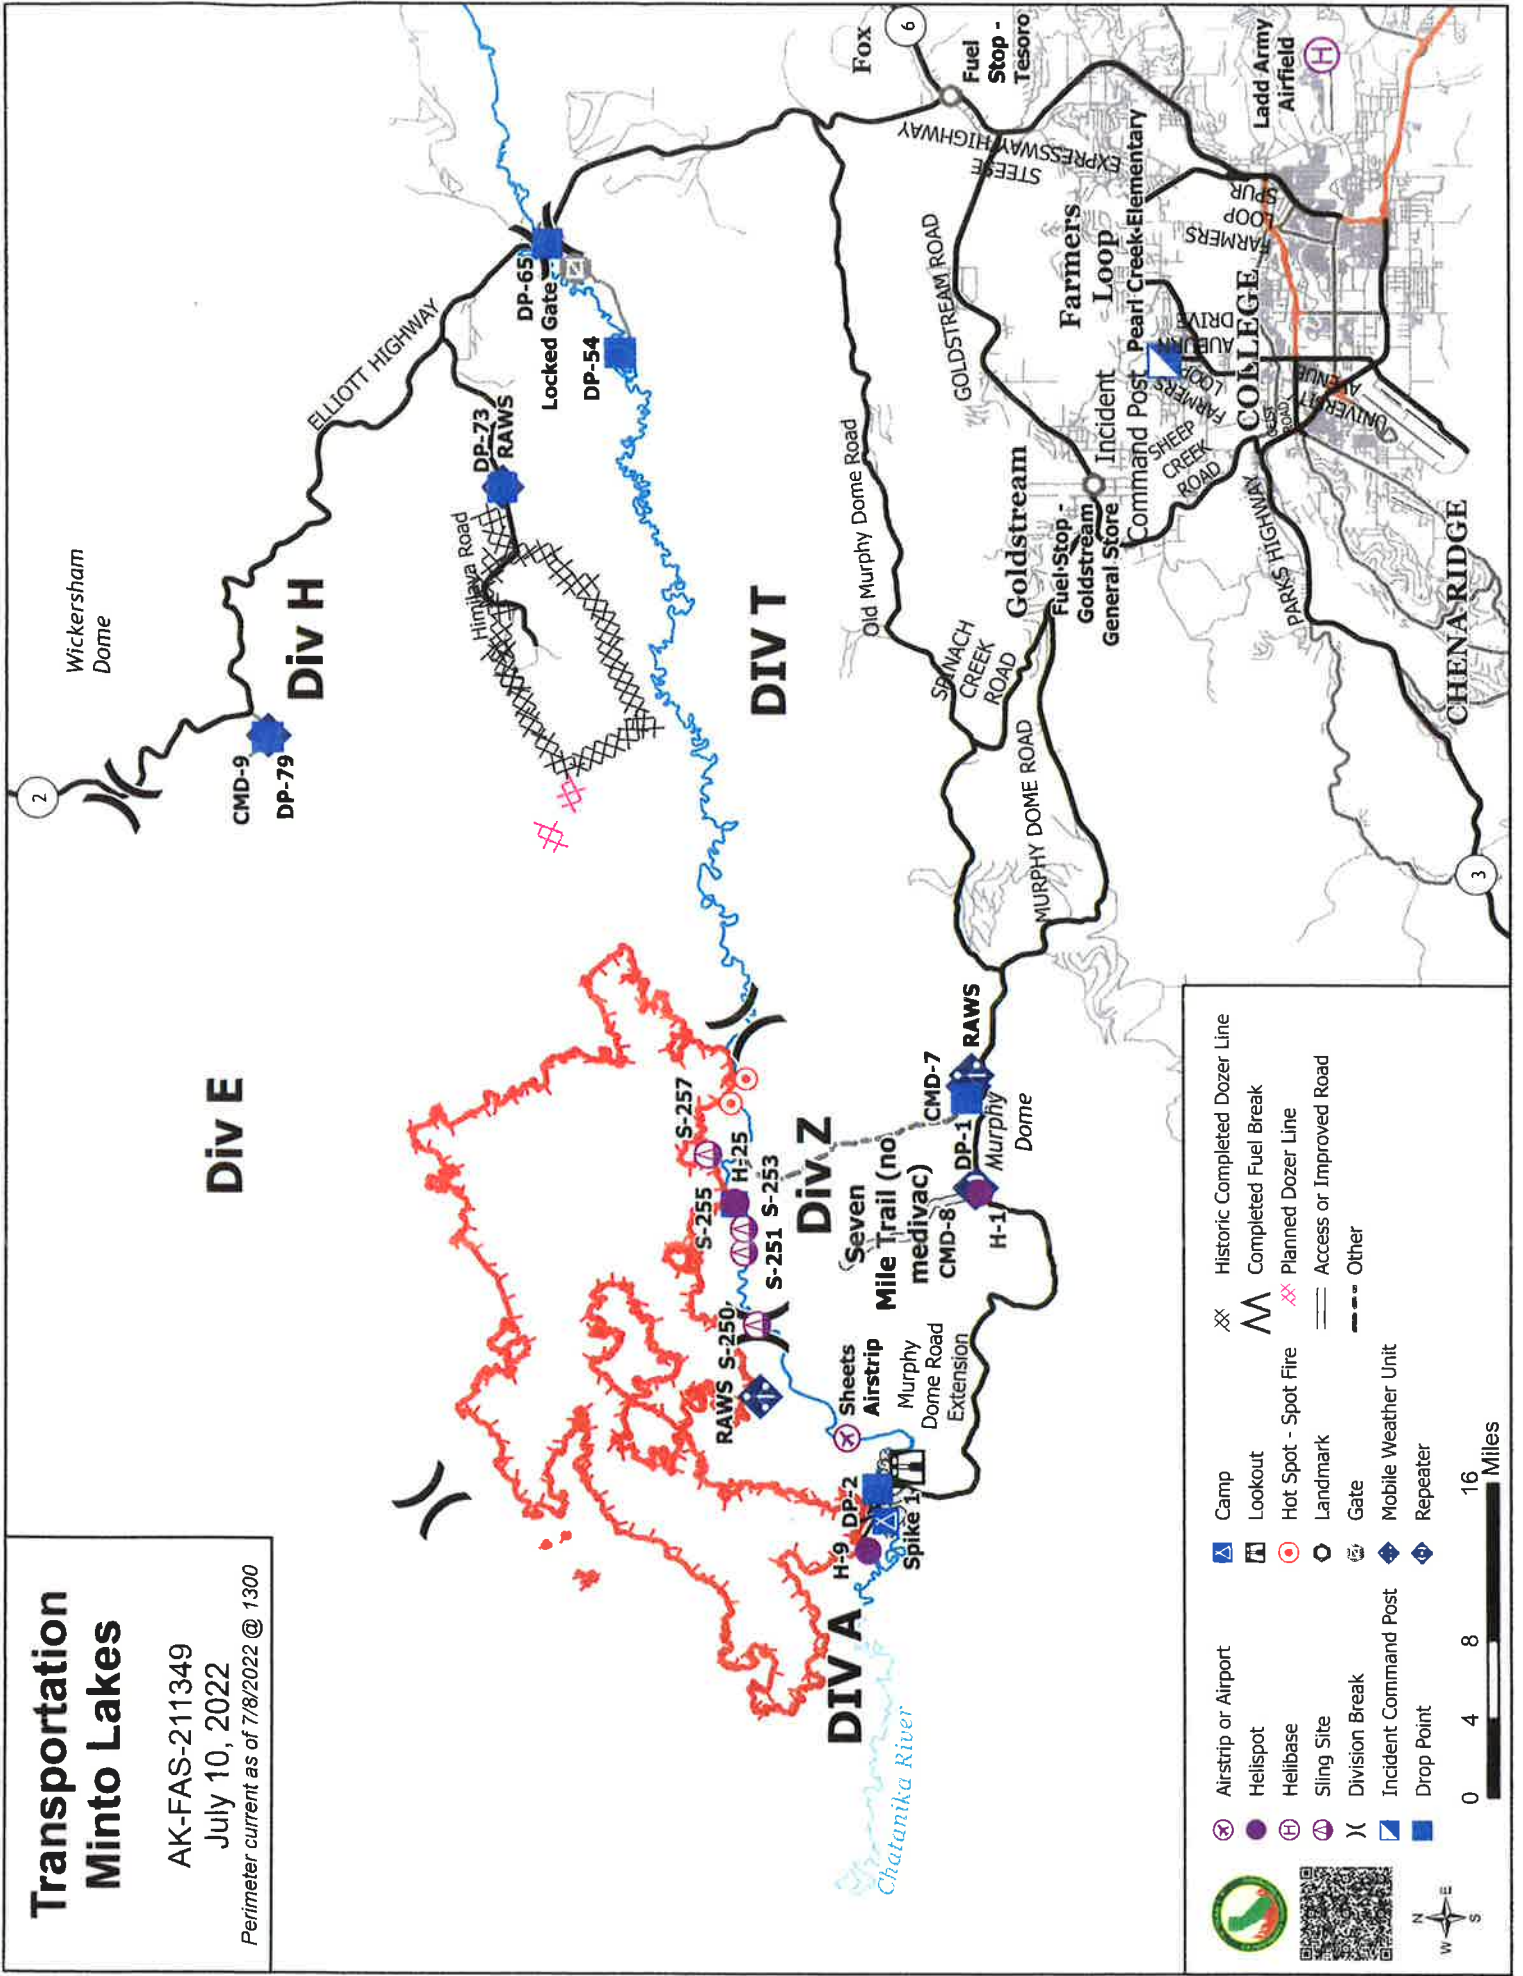 Transportation
Minto Lakes
AK-FAS-211349
July 10, 2022
Perimeter current as of 7/8/2022 @ 1300
2
Wickersham
Dome
CMD-9
DP-79
Div H
ELLIOTT HIGHWAY
Div E
Himilaya Road
DP-73
RAWS
DP-65
Locked Gate
DP-54
DIV T
Old Murphy Dome Road
SPINACH
CREEK
ROAD
MURPHY DOME ROAD
Fox
6
Fuel
Stop -
Tesoro
STEESE
EXPRESSWAY HIGHWAY
GOLDSTREAM ROAD
Goldstream
Fuel Stop -
Goldstream
General Store
Farmers
Loop
Incident
Command Post
Pearl Creek Elementary
FARMERS
LOOP
SPUR
AUBURN
DRIVE
FARMERS
LOOP
SHEEP
CREEK
ROAD
COLLEGE
GEIST
ROAD
UNIVERSITY
AVENUE
PARKS HIGHWAY
CHENA RIDGE
3
Ladd Army
Airfield
H
S-257
S-255
H-25
S-253
S-251
S-250
RAWS
Div Z
Seven
Mile Trail (no
medivac)
CMD-8
H-1
DP-1
CMD-7
RAWS
Murphy
Dome
Sheets
Airstrip
Murphy
Dome Road
Extension
DP-2
H-9
Spike 1
DIV A
Chatanika River
Airstrip or Airport
Helispot
Helibase
Sling Site
Division Break
Incident Command Post
Drop Point
Camp
Lookout
Hot Spot - Spot Fire
Landmark
Gate
Mobile Weather Unit
Repeater
Historic Completed Dozer Line
Completed Fuel Break
Planned Dozer Line
Access or Improved Road
Other
N
W
E
S
0 4 8 16
Miles